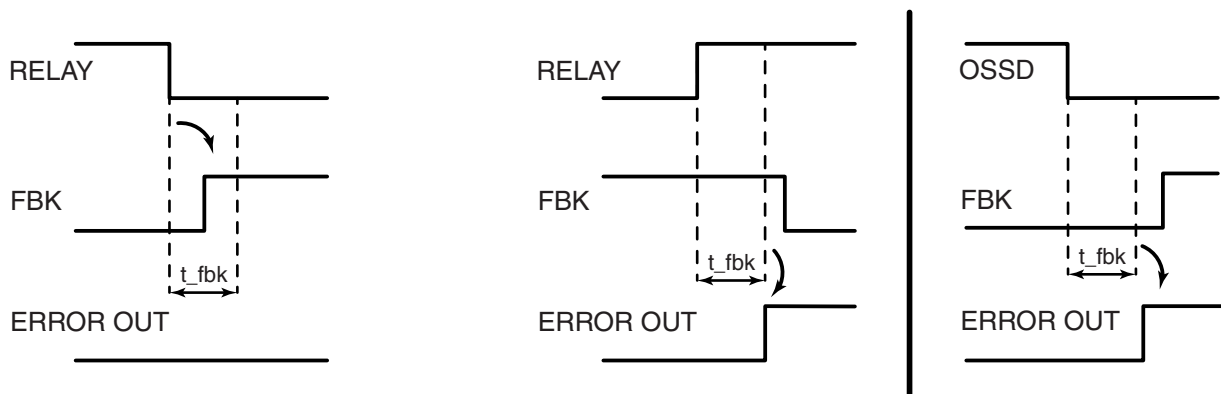 RELAY
FBK
t_fbk
ERROR OUT
RELAY
FBK
t_fbk
ERROR OUT
OSSD
FBK
t_fbk
ERROR OUT